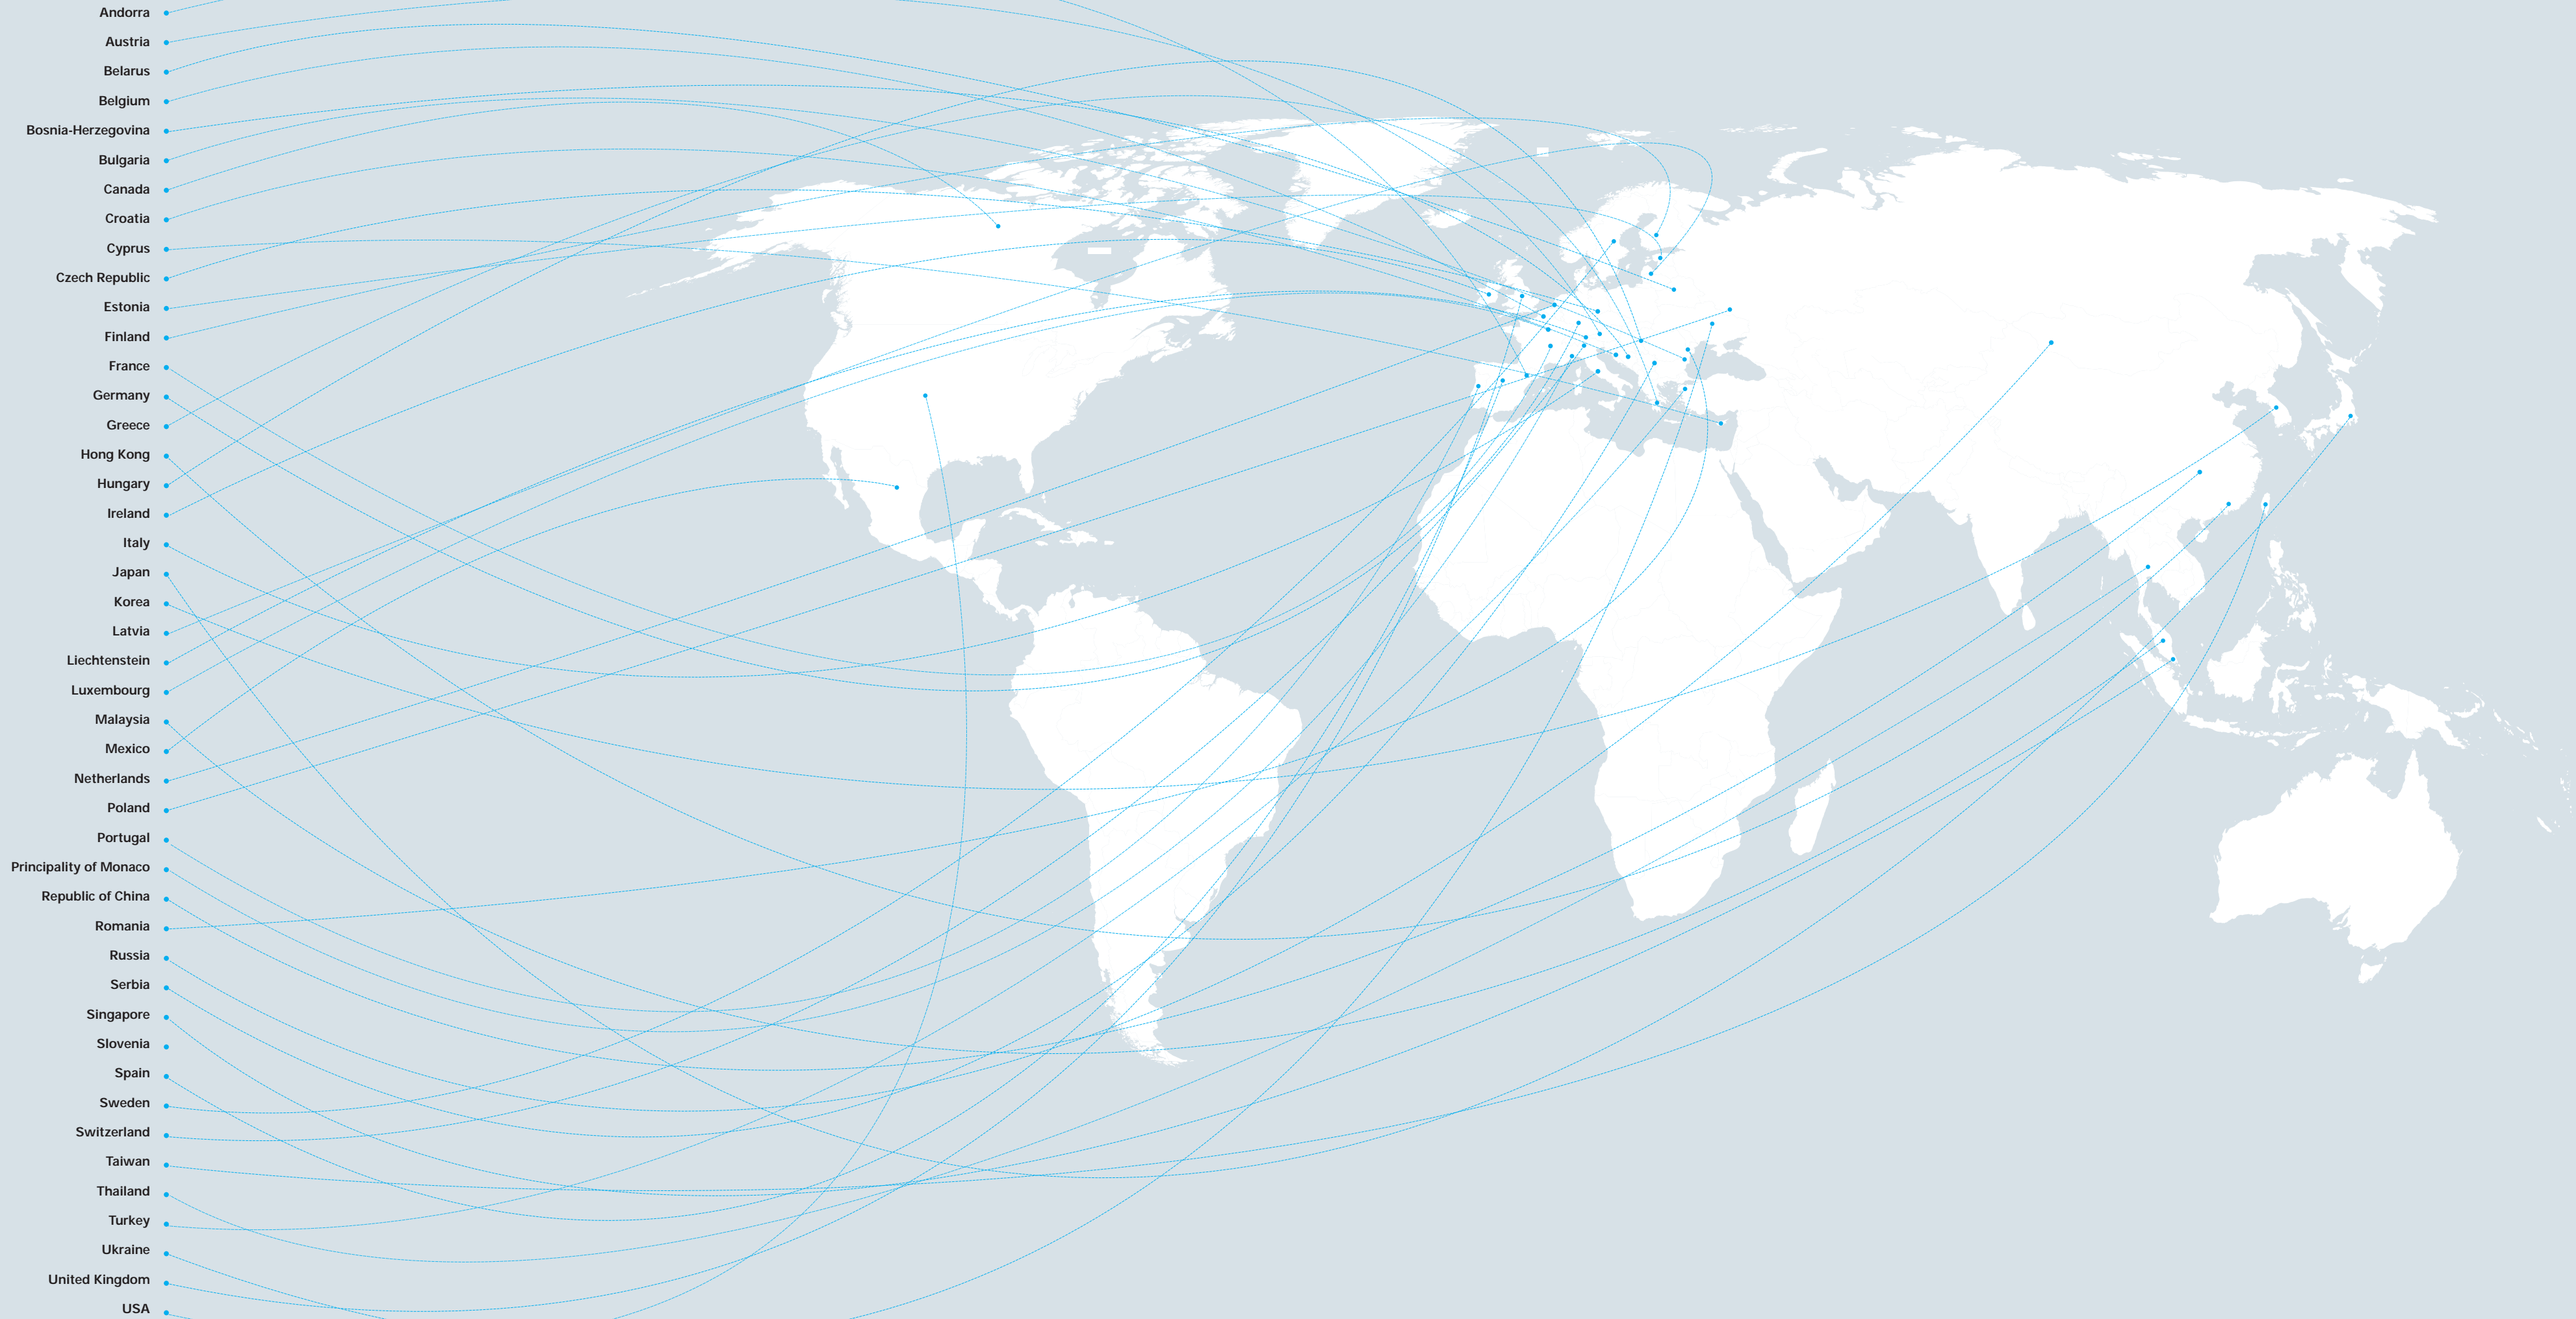 Andorra
Austria
Belarus
Belgium
Bosnia-Herzegovina
Bulgaria
Canada
Croatia
Cyprus
Czech Republic
Estonia
Finland
France
Germany
Greece
Hong Kong
Hungary
Ireland
Italy
Japan
Korea
Latvia
Liechtenstein
Luxembourg
Malaysia
Mexico
Netherlands
Poland
Portugal
Principality of Monaco
Republic of China
Romania
Russia
Serbia
Singapore
Slovenia
Spain
Sweden
Switzerland
Taiwan
Thailand
Turkey
Ukraine
United Kingdom
USA